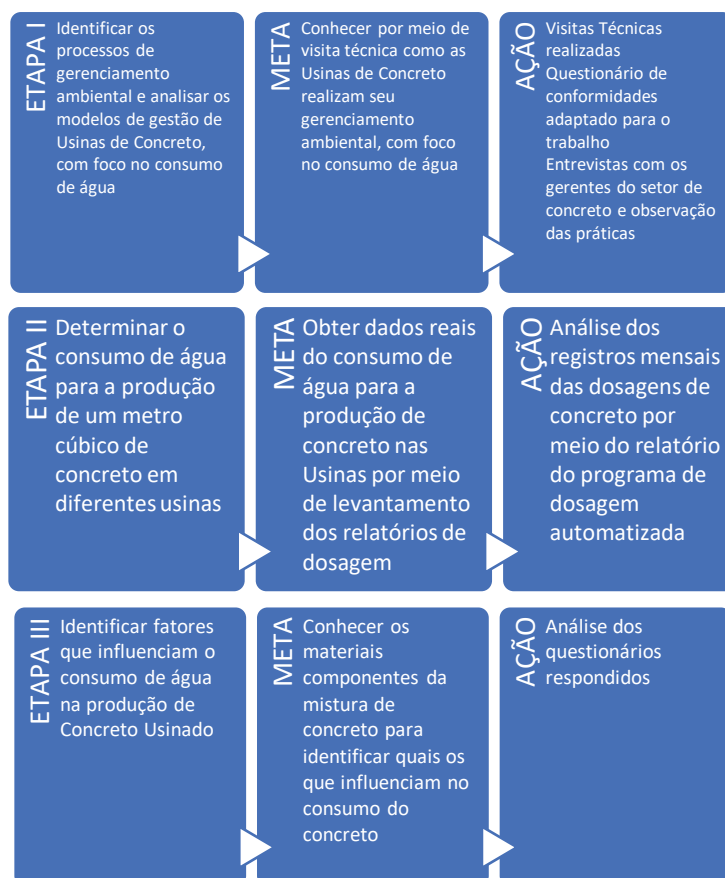 ETAPA I
Identificar os
processos de
gerenciamento
ambiental e analisar os
modelos de gestão de
Usinas de Concreto,
com foco no consumo
de água
META
Conhecer por meio de
visita técnica como as
Usinas de Concreto
realizam seu
gerenciamento
ambiental, com foco
no consumo de água
AÇÃO
Visitas Técnicas
realizadas
Questionário de
conformidades
adaptado para o
trabalho
Entrevistas com os
gerentes do setor de
concreto e observação
das práticas
ETAPA II
Determinar o
consumo de água
para a produção
de um metro
cúbico de
concreto em
diferentes usinas
META
Obter dados reais
do consumo de
água para a
produção de
concreto nas
Usinas por meio
de levantamento
dos relatórios de
dosagem
AÇÃO
Análise dos
registros mensais
das dosagens de
concreto por
meio do relatório
do programa de
dosagem
automatizada
ETAPA III
Identificar fatores
que influenciam o
consumo de água
na produção de
Concreto Usinado
META
Conhecer os
materiais
componentes da
mistura de
concreto para
identificar quais os
que influenciam no
consumo do
concreto
AÇÃO
Análise dos
questionários
respondidos